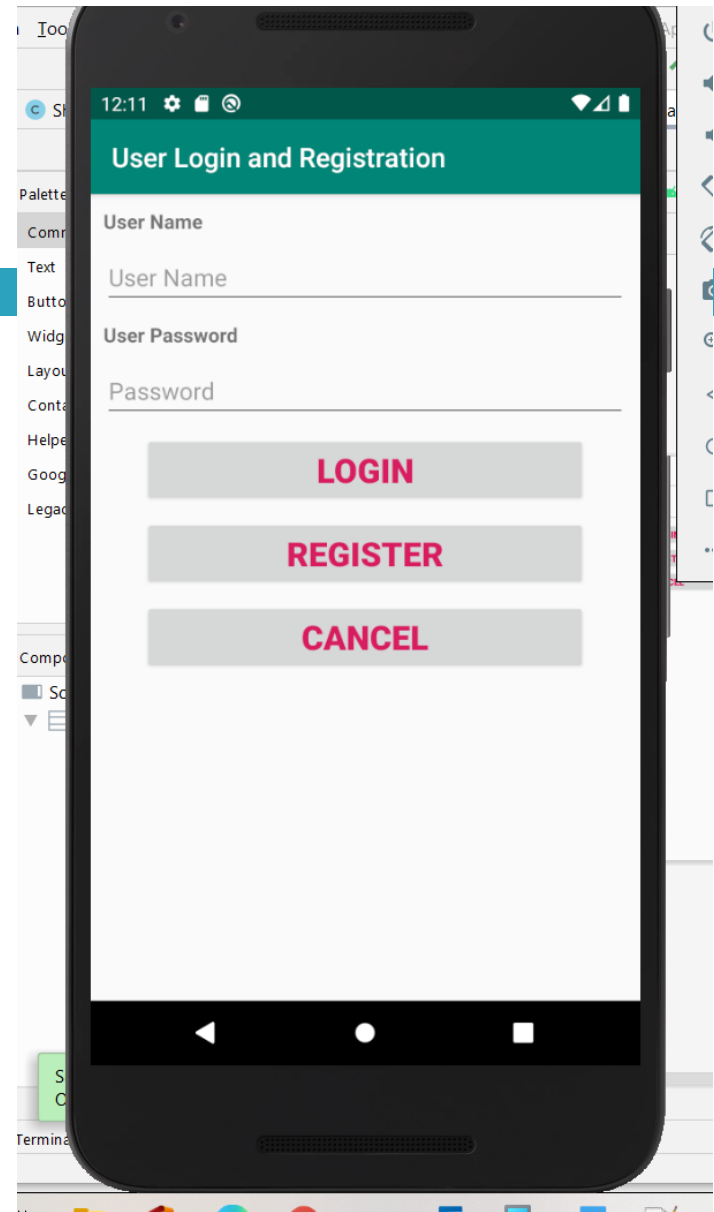 12:11
User Login and Registration
User Name
User Name
User Password
Password
LOGIN
REGISTER
CANCEL
Palette
Text